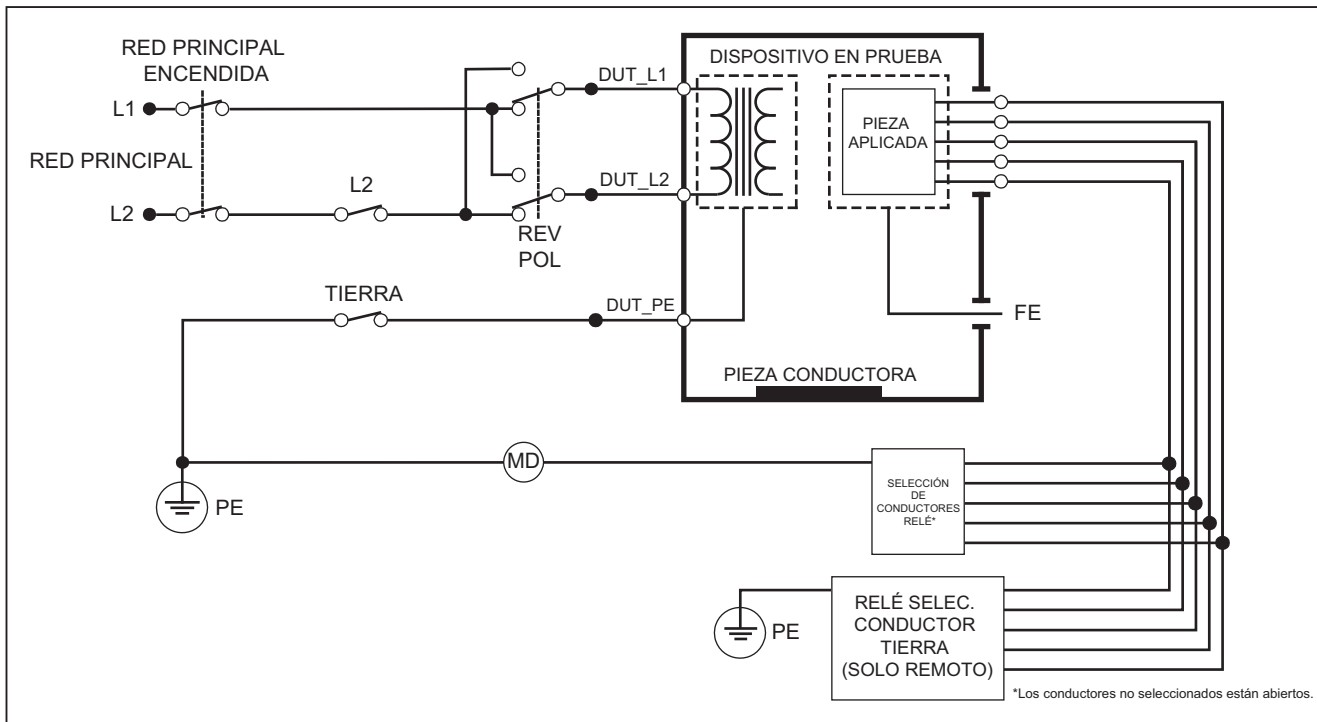 RED PRINCIPAL
ENCENDIDA
L1
RED PRINCIPAL
L2
L2
REV
POL
DUT_L1
DUT_L2
DISPOSITIVO EN PRUEBA
PIEZA
APLICADA
TIERRA
DUT_PE
FE
PIEZA CONDUCTORA
MD
PE
SELECCIÓN
DE
CONDUCTORES
RELÉ*
PE
RELÉ SELEC.
CONDUCTOR
TIERRA
(SOLO REMOTO)
*Los conductores no seleccionados están abiertos.